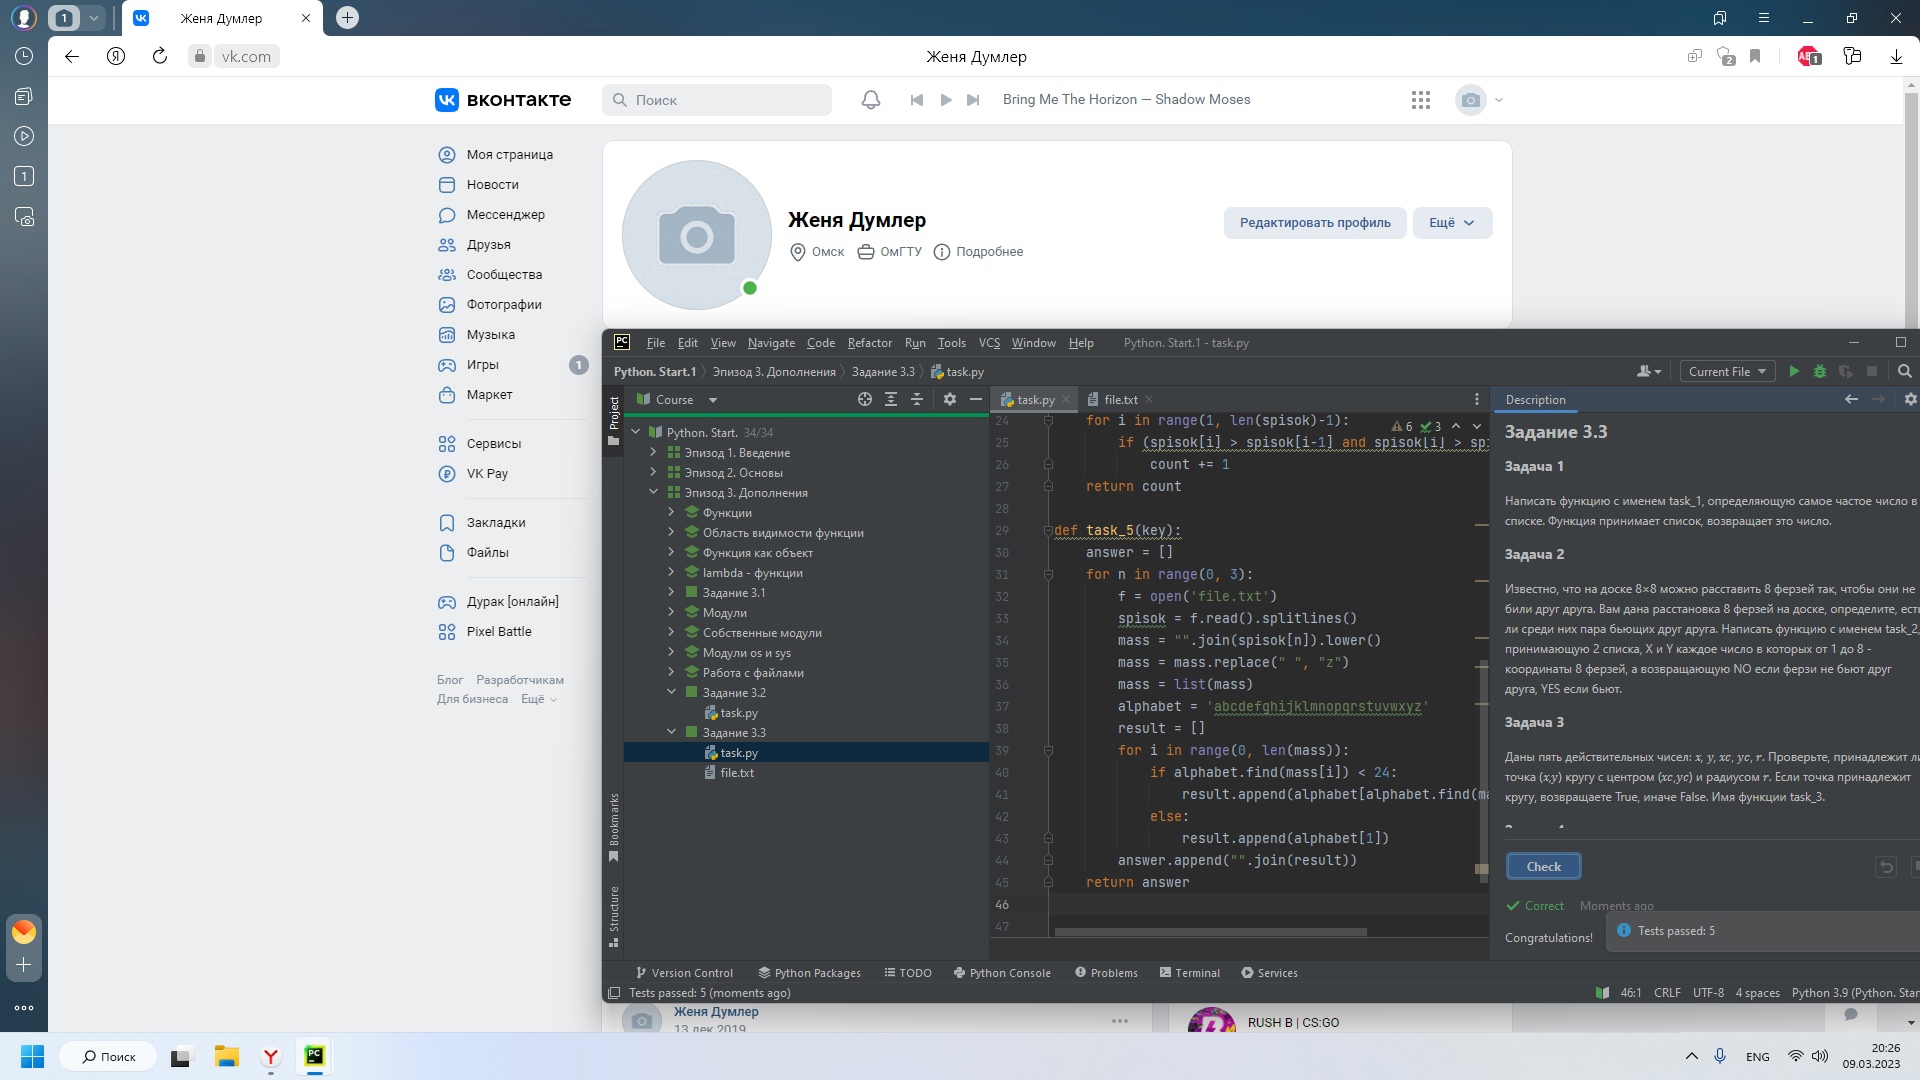 1
Женя Думлер
vk.com
Женя Думлер
2
1
1
вконтакте
Поиск
Bring Me The Horizon — Shadow Moses
Моя страница
Новости
Мессенджер
Друзья
Сообщества
Фотографии
Музыка
Игры
1
Маркет
Сервисы
VK Pay
Закладки
Файлы
Дурак [онлайн]
Pixel Battle
Блог Разработчикам
Для бизнеса Ещё
Женя Думлер
Омск ОмГТУ Подробнее
Редактировать профиль
Ещё
PC File Edit View Navigate Code Refactor Run Tools VCS Window Help Python. Start.1 - task.py
Python. Start.1 Эпизод 3. Дополнения Задание 3.3 task.py
Current File
Project
Bookmarks
Structure
Course
Python. Start. 34/34
Эпизод 1. Введение
Эпизод 2. Основы
Эпизод 3. Дополнения
Функции
Область видимости функции
Функция как объект
lambda - функции
Задание 3.1
Модули
Собственные модули
Модули os и sys
Работа с файлами
Задание 3.2
task.py
Задание 3.3
task.py
file.txt
task.py file.txt
6 3
24 for i in range(1, len(spisok)-1):
25 if (spisok[i] > spisok[i-1] and spisok[i] > spi
26 count += 1
27 return count
28
29 def task_5(key):
30 answer = []
31 for n in range(0, 3):
32 f = open('file.txt')
33 spisok = f.read().splitlines()
34 mass = "".join(spisok[n]).lower()
35 mass = mass.replace(" ", "z")
36 mass = list(mass)
37 alphabet = 'abcdefghijklmnopqrstuvwxyz'
38 result = []
39 for i in range(0, len(mass)):
40 if alphabet.find(mass[i]) < 24:
41 result.append(alphabet[alphabet.find(ma
42 else:
43 result.append(alphabet[1])
44 answer.append("".join(result))
45 return answer
46
47
Description
Задание 3.3
Задача 1
Написать функцию с именем task_1, определяющую самое частое число в
списке. Функция принимает список, возвращает это число.
Задача 2
Известно, что на доске 8×8 можно расставить 8 ферзей так, чтобы они не
били друг друга. Вам дана расстановка 8 ферзей на доске, определите, есть
ли среди них пара бьющих друг друга. Написать функцию с именем task_2,
принимающую 2 списка, X и Y каждое число в которых от 1 до 8 -
координаты 8 ферзей, а возвращающую NO если ферзи не бьют друг
друга, YES если бьют.
Задача 3
Даны пять действительных чисел: x, y, xc, yc, r. Проверьте, принадлежит ли
точка (x,y) кругу с центром (xc,yc) и радиусом r. Если точка принадлежит
кругу, возвращаете True, иначе False. Имя функции task_3.
Check
Correct Moments ago
Congratulations!
Tests passed: 5
Version Control Python Packages TODO Python Console Problems Terminal Services
Tests passed: 5 (moments ago)
46:1 CRLF UTF-8 4 spaces Python 3.9 (Python. Star
Женя Думлер
13 дек 2019
RUSH B | CS:GO
Поиск
PC
ENG
20:26
09.03.2023